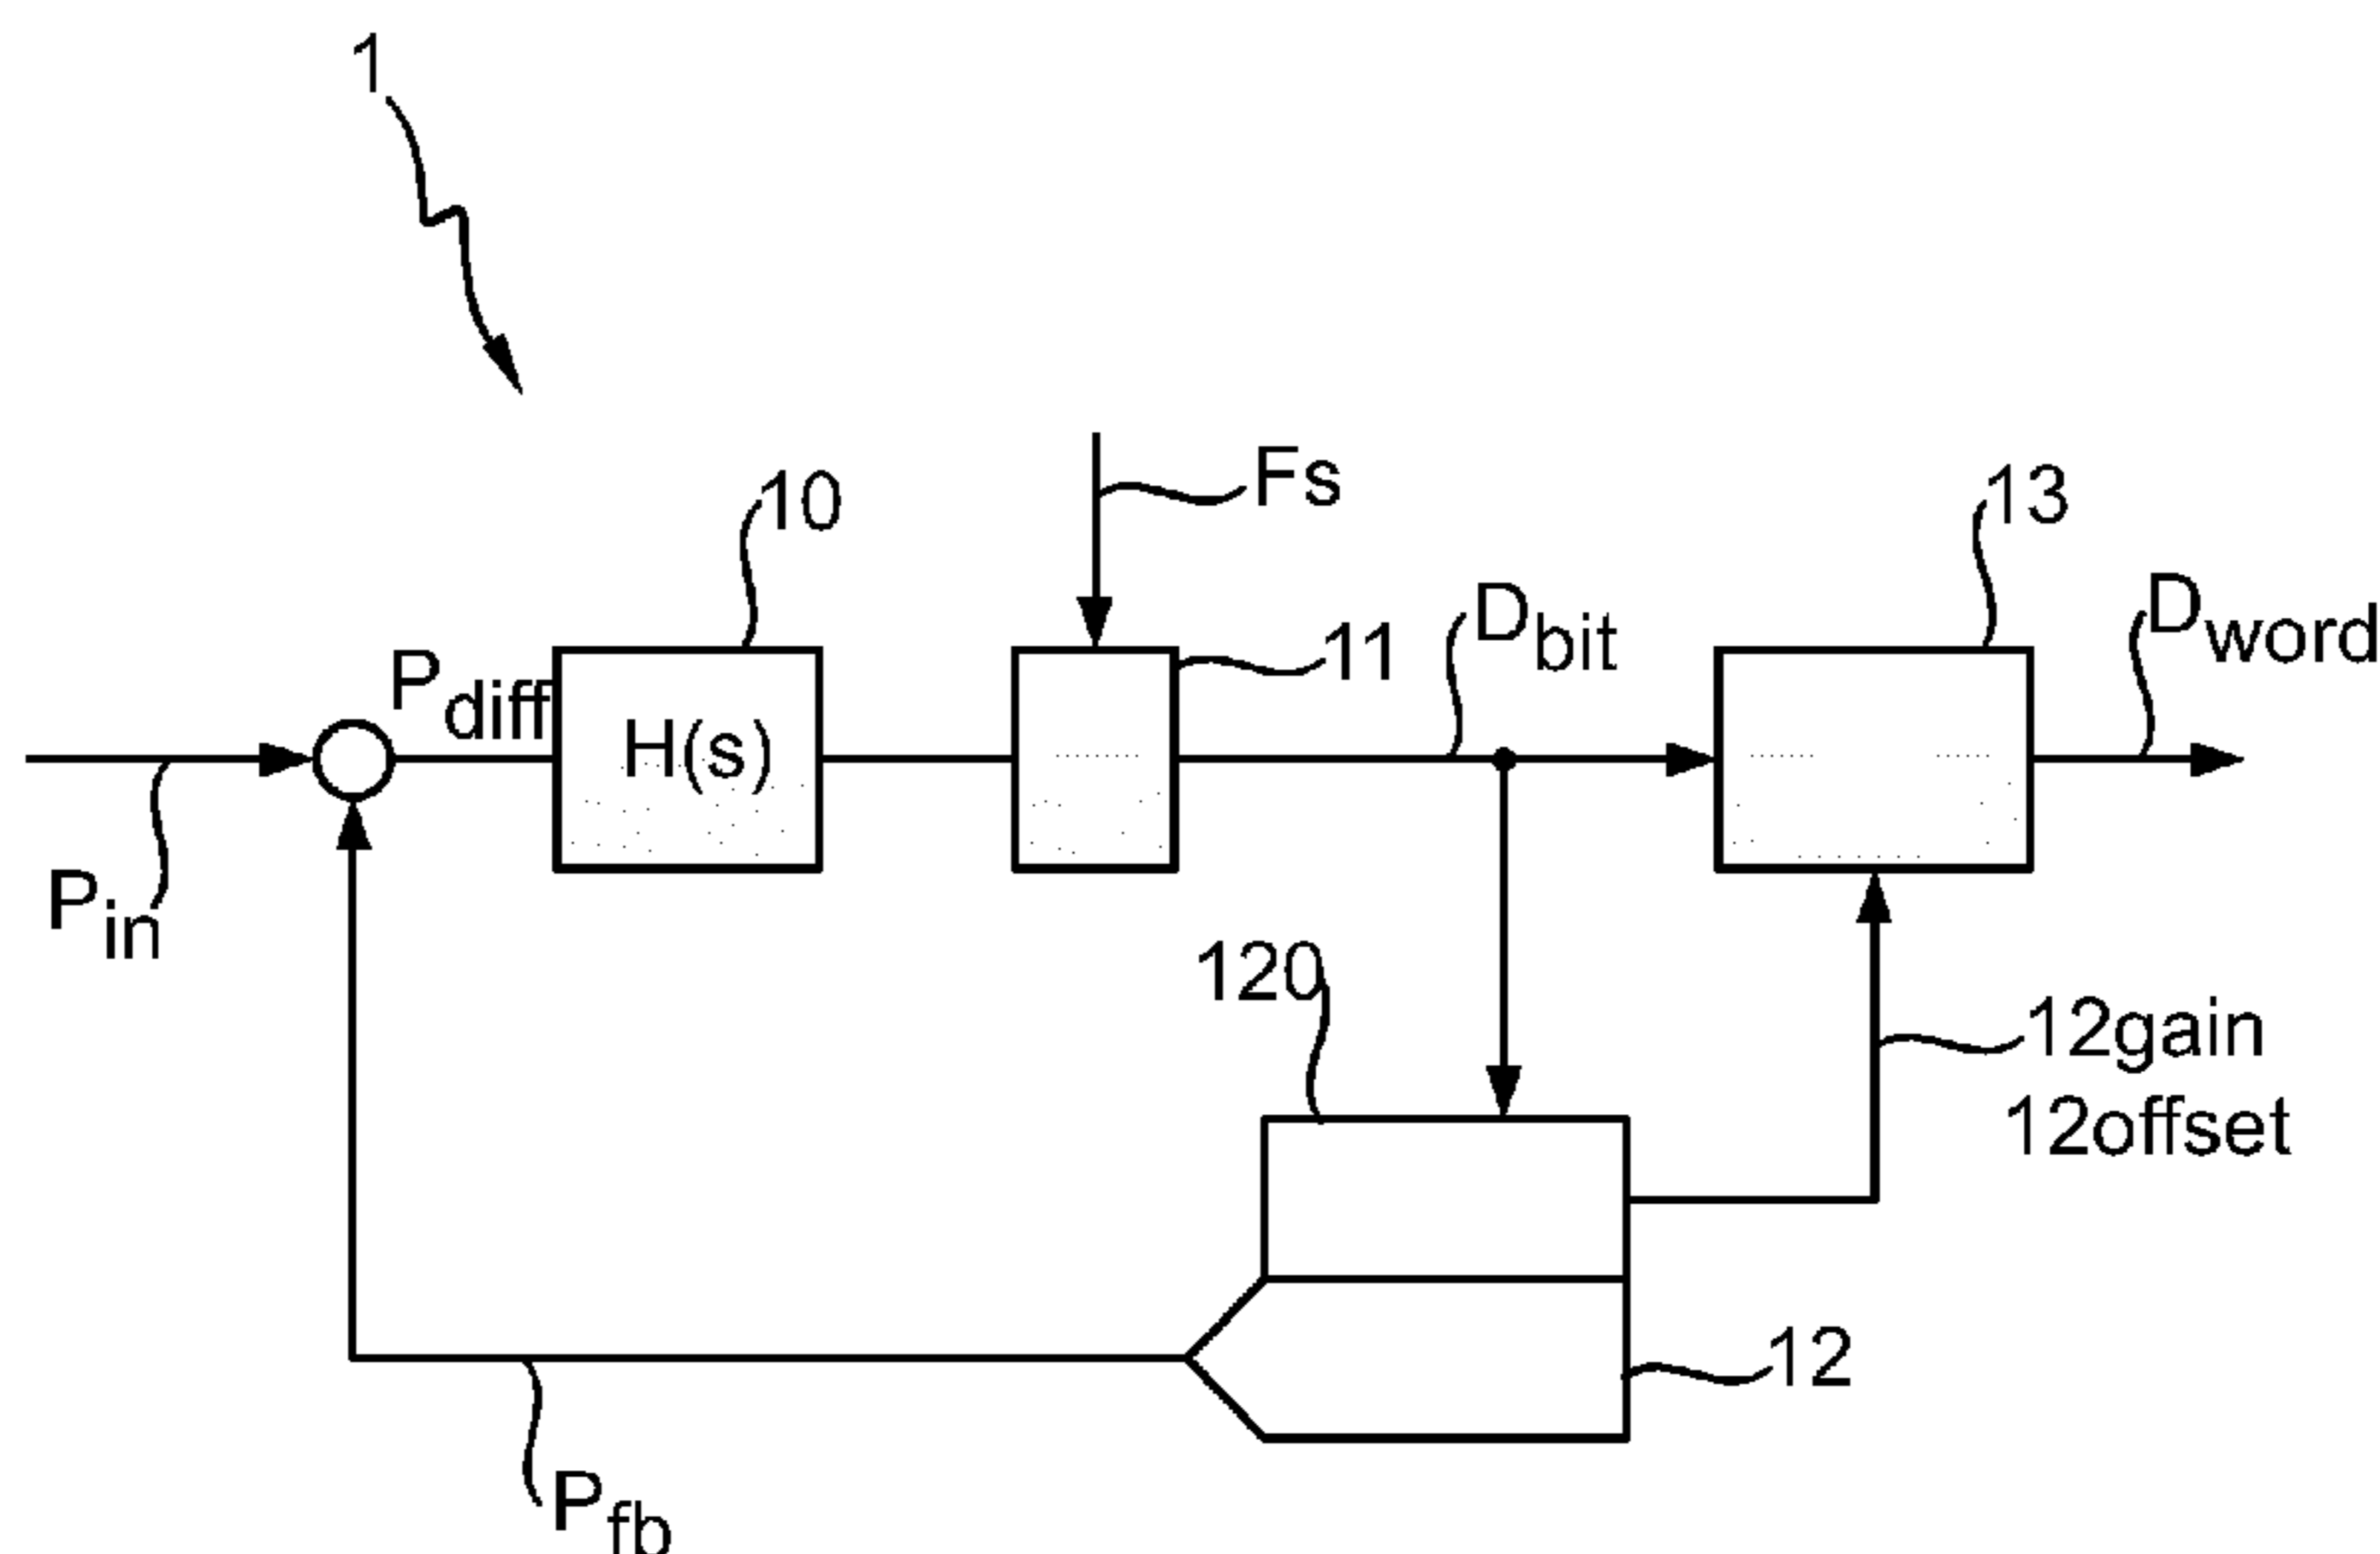 1
10
Fs
13
11
Dbit
Dword
Pdiff
H(s)
Pin
120
12gain
12offset
12
Pfb